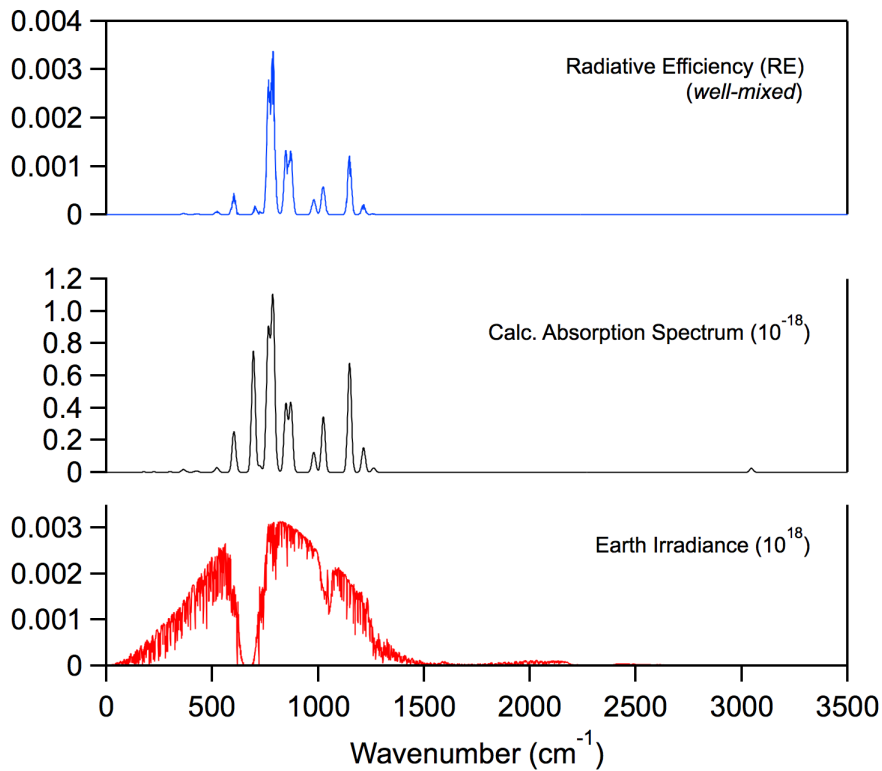 0.004
0.003
0.002
0.001
0
Radiative Efficiency (RE)
(well-mixed)
1.2
1.0
0.8
0.6
0.4
0.2
0
Calc. Absorption Spectrum (10⁻¹⁸)
0.003
0.002
0.001
0
Earth Irradiance (10¹⁸)
0 500 1000 1500 2000 2500 3000 3500
Wavenumber (cm⁻¹)